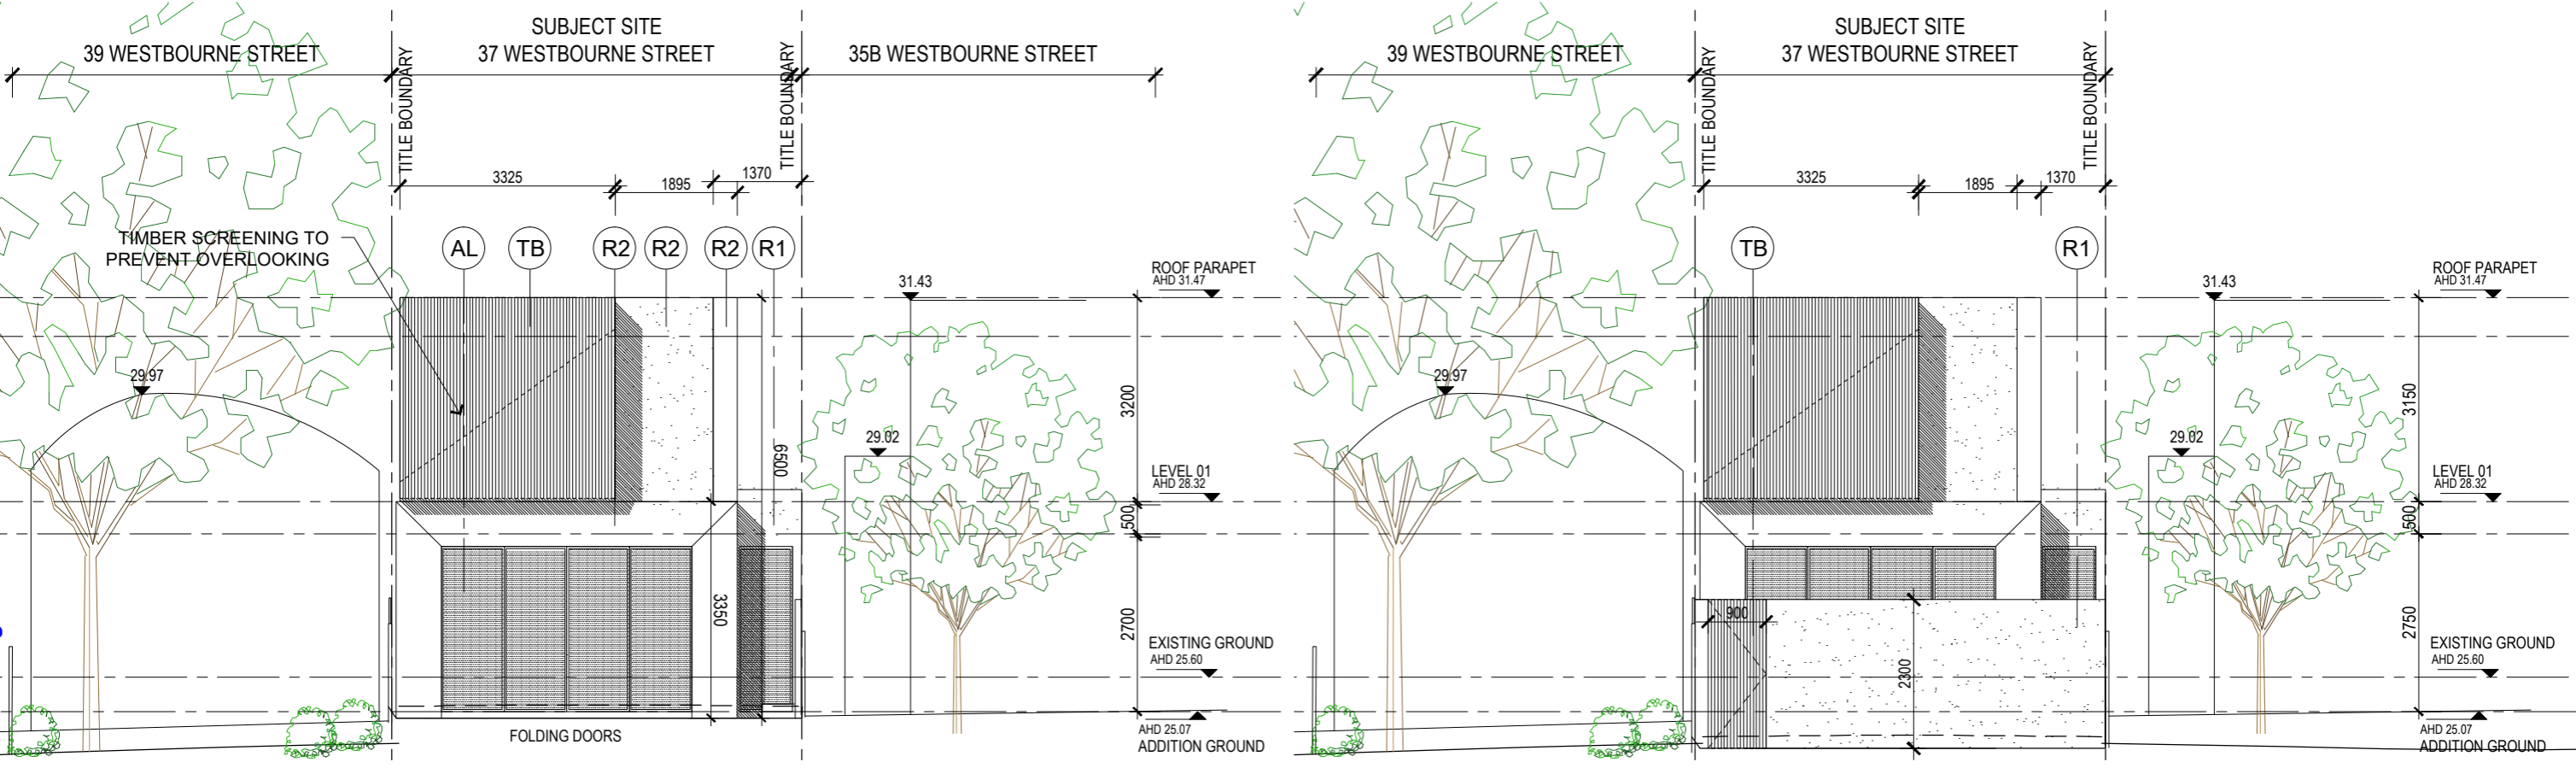 39 WESTBOURNE STREET
SUBJECT SITE
37 WESTBOURNE STREET
35B WESTBOURNE STREET
TITLE BOUNDARY
TITLE BOUNDARY
3325
1895
1370
TIMBER SCREENING TO
PREVENT OVERLOOKING
AL
TB
R2
R2
R2
R1
31.43
ROOF PARAPET
AHD 31.47
29.97
3200
29.02
6500
LEVEL 01
AHD 28.32
500
3350
2700
EXISTING GROUND
AHD 25.60
FOLDING DOORS
AHD 25.07
ADDITION GROUND
39 WESTBOURNE STREET
SUBJECT SITE
37 WESTBOURNE STREET
TITLE BOUNDARY
TITLE BOUNDARY
3325
1895
1370
TB
R1
31.43
ROOF PARAPET
AHD 31.47
29.97
3150
29.02
LEVEL 01
AHD 28.32
500
900
2300
2750
EXISTING GROUND
AHD 25.60
AHD 25.07
ADDITION GROUND